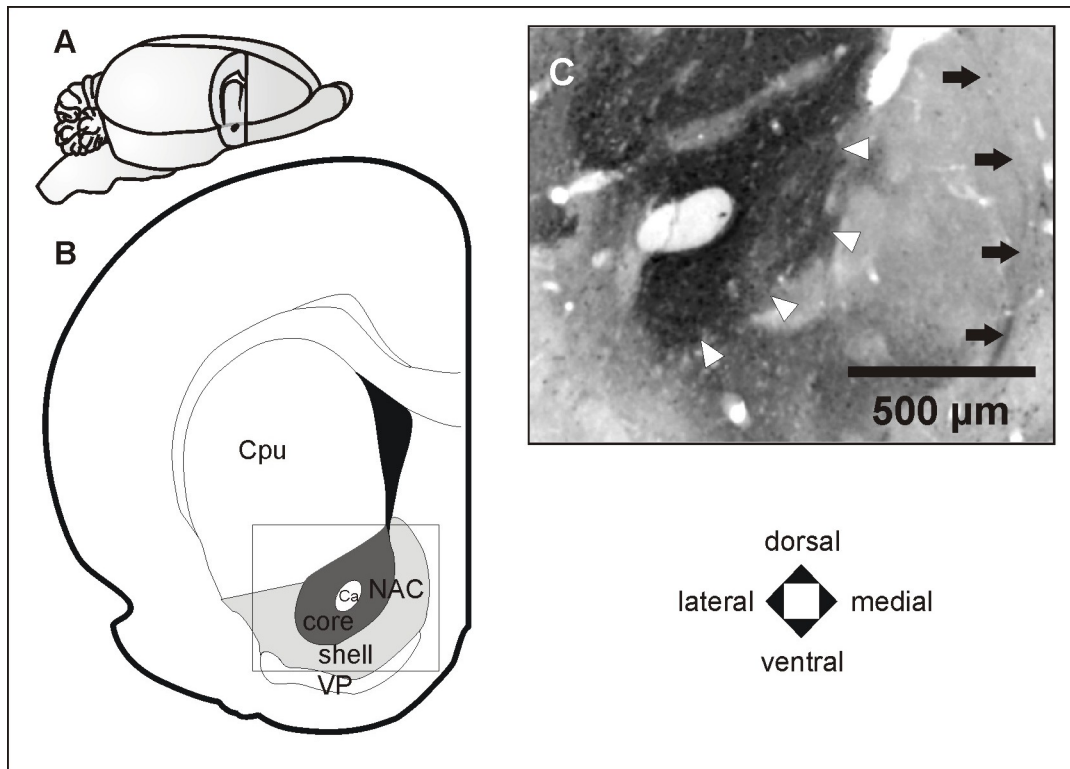 A
B
Cpu
Ca
NAC
core
shell
VP
C
500 µm
dorsal
lateral medial
ventral